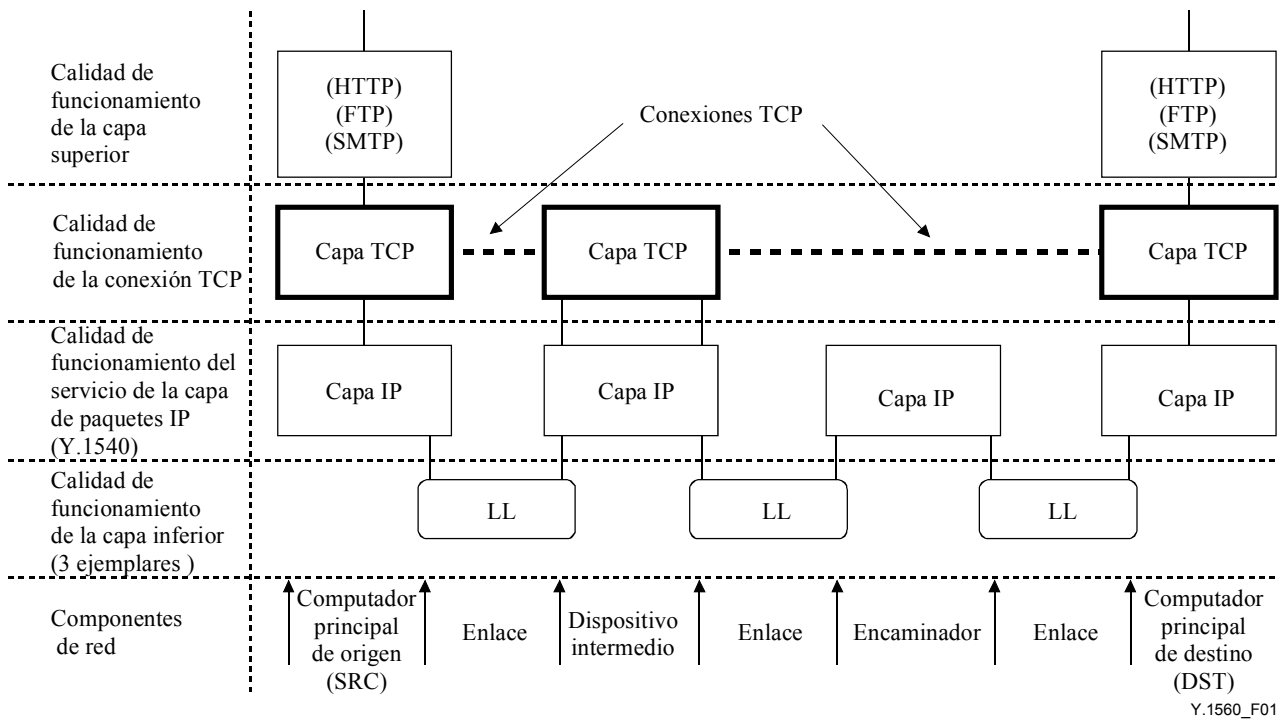 Calidad de
funcionamiento
de la capa
superior
(HTTP)
(FTP)
(SMTP)
Conexiones TCP
(HTTP)
(FTP)
(SMTP)
Calidad de
funcionamiento
de la conexión TCP
Capa TCP
Capa TCP
Capa TCP
Calidad de
funcionamiento del
servicio de la capa
de paquetes IP
(Y.1540)
Capa IP
Capa IP
Capa IP
Capa IP
Calidad de
funcionamiento
de la capa inferior
(3 ejemplares )
LL
LL
LL
Componentes
de red
Computador
principal
de origen
(SRC)
Enlace
Dispositivo
intermedio
Enlace
Encaminador
Enlace
Computador
principal
de destino
(DST)
Y.1560_F01